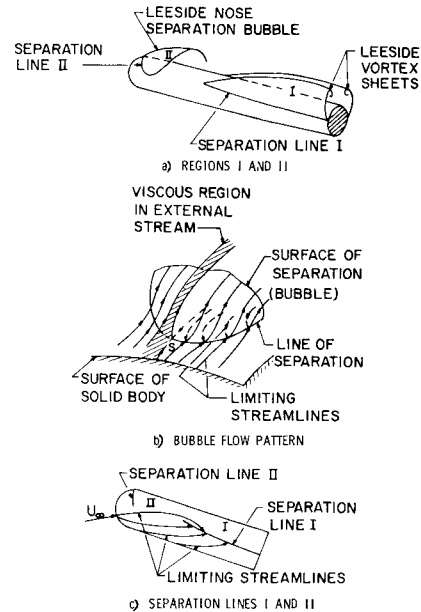 LEESIDE NOSE
SEPARATION BUBBLE
SEPARATION
LINE II
II
I
LEESIDE
VORTEX
SHEETS
SEPARATION LINE I
a) REGIONS I AND II
VISCOUS REGION
IN EXTERNAL
STREAM
SURFACE OF
SEPARATION
(BUBBLE)
S
LINE OF
SEPARATION
SURFACE OF
SOLID BODY
LIMITING
STREAMLINES
b) BUBBLE FLOW PATTERN
SEPARATION LINE II
U∞
II
I
SEPARATION
LINE I
LIMITING STREAMLINES
c) SEPARATION LINES I AND II